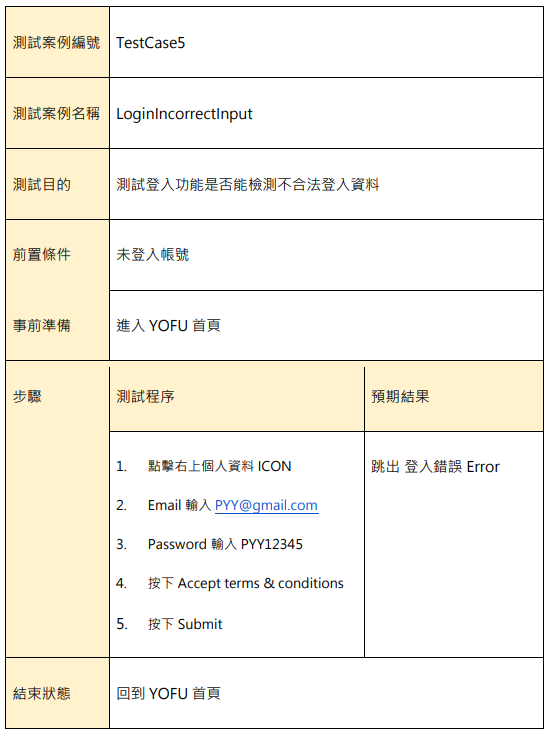 測試案例編號 TestCase5
測試案例名稱 LoginIncorrectInput
測試目的 測試登入功能是否能檢測不合法登入資料
前置條件 未登入帳號
事前準備 進入 YOFU 首頁
步驟 測試程序 預期結果
1. 點擊右上個人資料 ICON 跳出 登入錯誤 Error
2. Email 輸入 PYY@gmail.com
3. Password 輸入 PYY12345
4. 按下 Accept terms & conditions
5. 按下 Submit
結束狀態 回到 YOFU 首頁